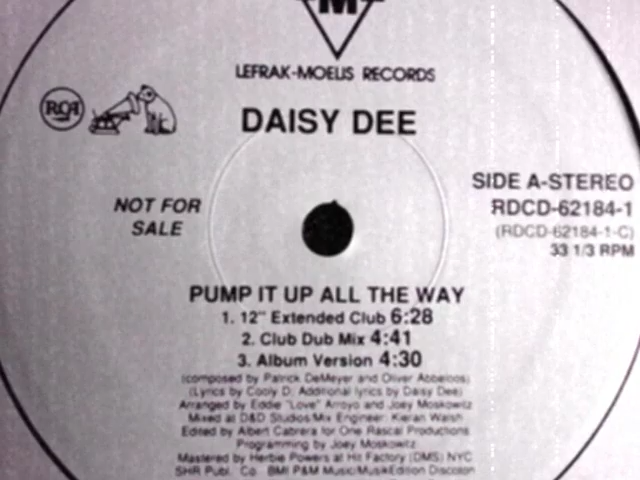 M
LEFRAK-MOELIS RECORDS
RCA
DAISY DEE
SIDE A-STEREO
RDCD-62184-1
(RDCD-62184-1-C)
33 1/3 RPM
NOT FOR
SALE
PUMP IT UP ALL THE WAY
1. 12" Extended Club 6:28
2. Club Dub Mix 4:41
3. Album Version 4:30
(composed by Patrick DeMeyer and Oliver Abbeloos)
(Lyrics by Cooly D; Additional lyrics by Daisy Dee)
Arranged by Eddie "Love" Arroyo and Joey Moskowitz
Mixed at D&D Studios/Mix Engineer: Kieran Walsh
Edited by Albert Cabrera for One Rascal Productions
Programming by Joey Moskowitz
Mastered by Herbie Powers at Hit Factory (DMS) NYC
SHR Publ. Co. BMI P&M Music/MusikEdition Discoton